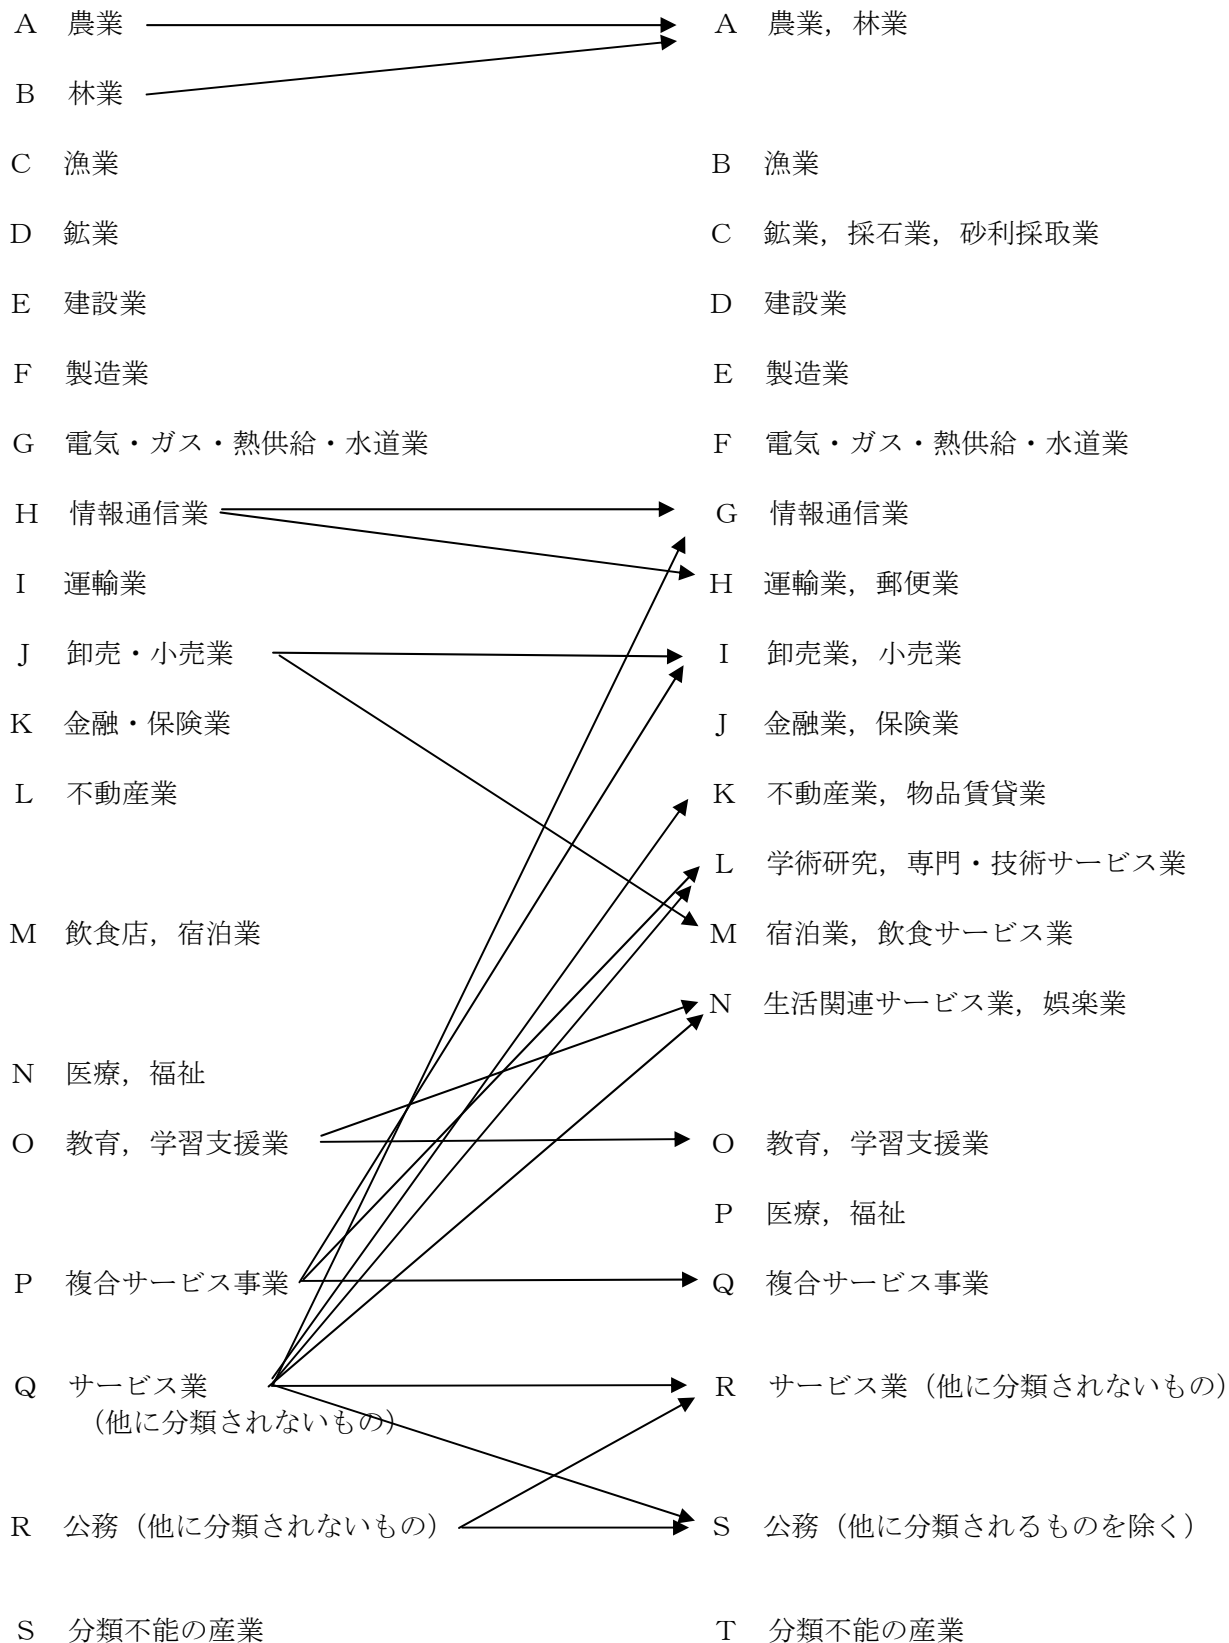 A 農業
A 農業，林業
B 林業
C 漁業
B 漁業
D 鉱業
C 鉱業，採石業，砂利採取業
E 建設業
D 建設業
F 製造業
E 製造業
G 電気・ガス・熱供給・水道業
F 電気・ガス・熱供給・水道業
H 情報通信業
G 情報通信業
I 運輸業
H 運輸業，郵便業
J 卸売・小売業
I 卸売業，小売業
K 金融・保険業
J 金融業，保険業
L 不動産業
K 不動産業，物品賃貸業
L 学術研究，専門・技術サービス業
M 飲食店，宿泊業
M 宿泊業，飲食サービス業
N 生活関連サービス業，娯楽業
N 医療，福祉
O 教育，学習支援業
O 教育，学習支援業
P 医療，福祉
P 複合サービス事業
Q 複合サービス事業
Q サービス業
（他に分類されないもの）
R サービス業（他に分類されないもの）
R 公務（他に分類されないもの）
S 公務（他に分類されるものを除く）
S 分類不能の産業
T 分類不能の産業